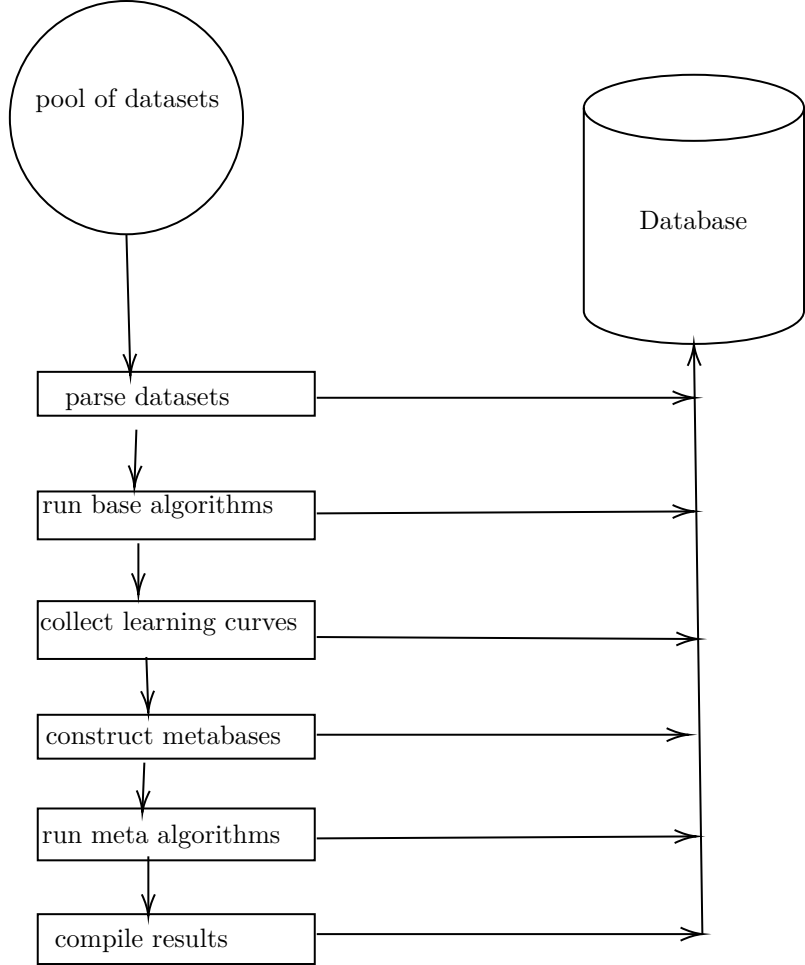 pool of datasets
Database
parse datasets
run base algorithms
collect learning curves
construct metabases
run meta algorithms
compile results